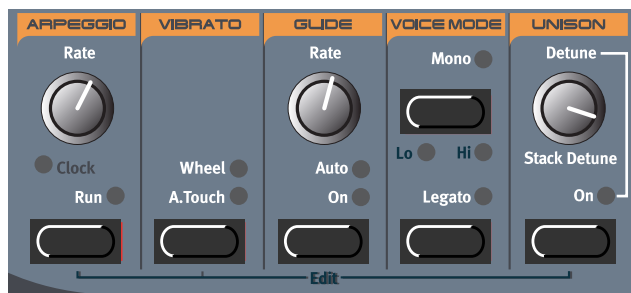 ARPEGGIO VIBRATO GLIDE VOICE MODE UNISON
Rate Rate Mono Detune
Clock Wheel Auto Lo Hi Stack Detune
Run A.Touch On Legato On
Edit